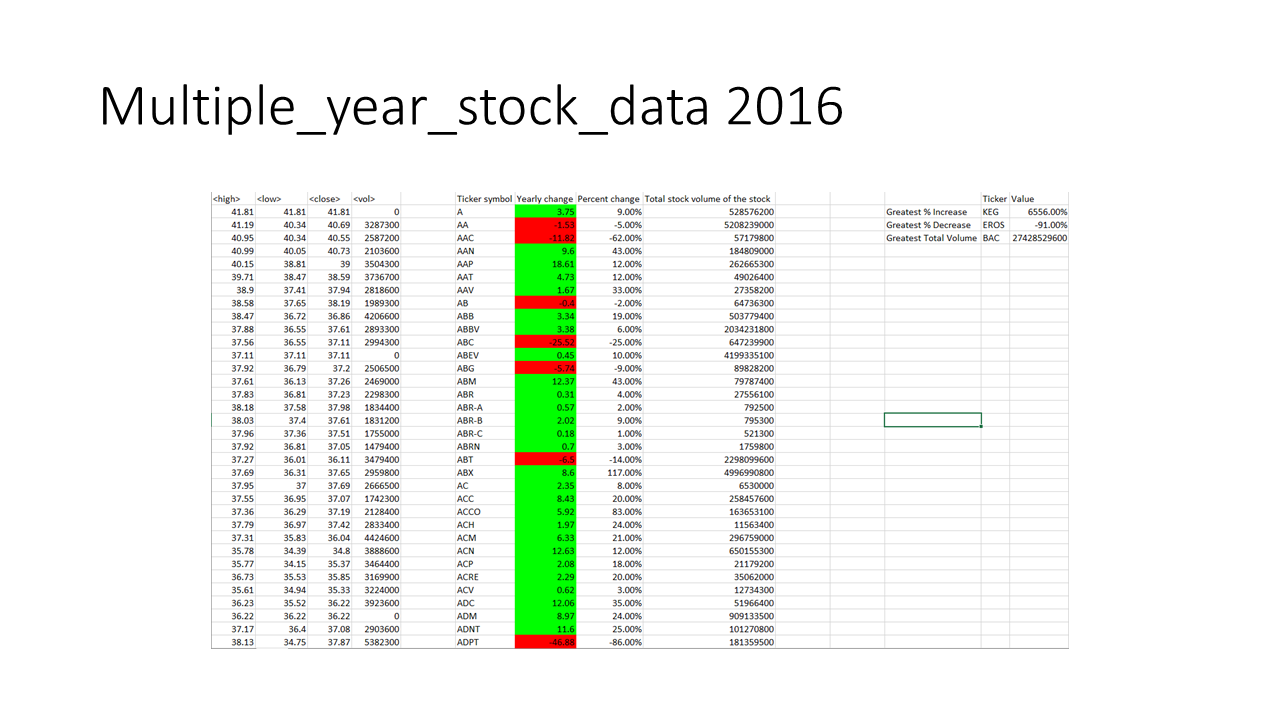 Multiple_year_stock_data 2016
<high> <low> <close> <vol> Ticker symbol Yearly change Percent change Total stock volume of the stock Ticker Value
41.81 41.81 41.81 0 A 3.75 9.00% 528576200 Greatest % Increase KEG 6556.00%
41.19 40.34 40.69 3287300 AA -1.53 -5.00% 5208239000 Greatest % Decrease EROS -91.00%
40.95 40.34 40.55 2587200 AAC -11.82 -62.00% 57179800 Greatest Total Volume BAC 27428529600
40.99 40.05 40.73 2103600 AAN 9.6 43.00% 184809000
40.15 38.81 39 3504300 AAP 18.61 12.00% 262665300
39.71 38.47 38.59 3736700 AAT 4.73 12.00% 49026400
38.9 37.41 37.94 2818600 AAV 1.67 33.00% 27358200
38.58 37.65 38.19 1989300 AB -0.4 -2.00% 64736300
38.47 36.72 36.86 4206600 ABB 3.34 19.00% 503779400
37.88 36.55 37.61 2893300 ABBV 3.38 6.00% 2034231800
37.56 36.55 37.11 2994300 ABC -25.52 -25.00% 647239900
37.11 37.11 37.11 0 ABEV 0.45 10.00% 4199335100
37.92 36.79 37.2 2506500 ABG -5.74 -9.00% 89828200
37.61 36.13 37.26 2469000 ABM 12.37 43.00% 79787400
37.83 36.81 37.23 2298300 ABR 0.31 4.00% 27556100
38.18 37.58 37.98 1834400 ABR-A 0.57 2.00% 792500
38.03 37.4 37.61 1831200 ABR-B 2.02 9.00% 795300
37.96 37.36 37.51 1755000 ABR-C 0.18 1.00% 521300
37.92 36.81 37.05 1479400 ABRN 0.7 3.00% 1759800
37.27 36.01 36.11 3479400 ABT -6.5 -14.00% 2298099600
37.69 36.31 37.65 2959800 ABX 8.6 117.00% 4996990800
37.95 37 37.69 2666500 AC 2.35 8.00% 6530000
37.55 36.95 37.07 1742300 ACC 8.43 20.00% 258457600
37.36 36.29 37.19 2128400 ACCO 5.92 83.00% 163653100
37.79 36.97 37.42 2833400 ACH 1.97 24.00% 11563400
37.31 35.83 36.04 4424600 ACM 6.33 21.00% 296759000
35.78 34.39 34.8 3888600 ACN 12.63 12.00% 650155300
35.77 34.15 35.37 3464400 ACP 2.08 18.00% 21179200
36.73 35.53 35.85 3169900 ACRE 2.29 20.00% 35062000
35.61 34.94 35.33 3224000 ACV 0.62 3.00% 12734300
36.23 35.52 36.22 3923600 ADC 12.06 35.00% 51966400
36.22 36.22 36.22 0 ADM 8.97 24.00% 909133500
37.17 36.4 37.08 2903600 ADNT 11.6 25.00% 101270800
38.13 34.75 37.87 5382300 ADPT -46.88 -86.00% 181359500